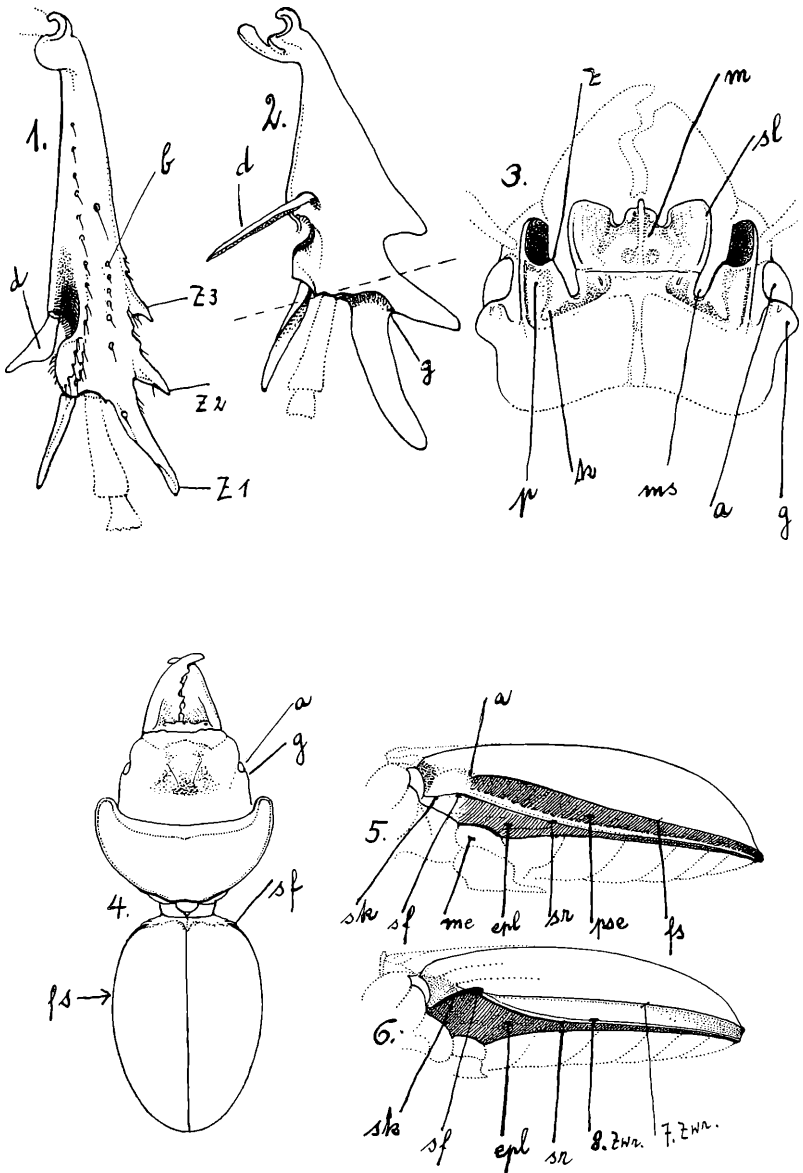 1.
b
d
Z3
Z2
Z1
2.
d
g
3.
z
m
sl
p
k
ms
a
g
4.
a
g
sf
fs
5.
a
sk sf me epl sr pse fs
6.
sk sf epl sr 8.Zwr. 7.Zwr.